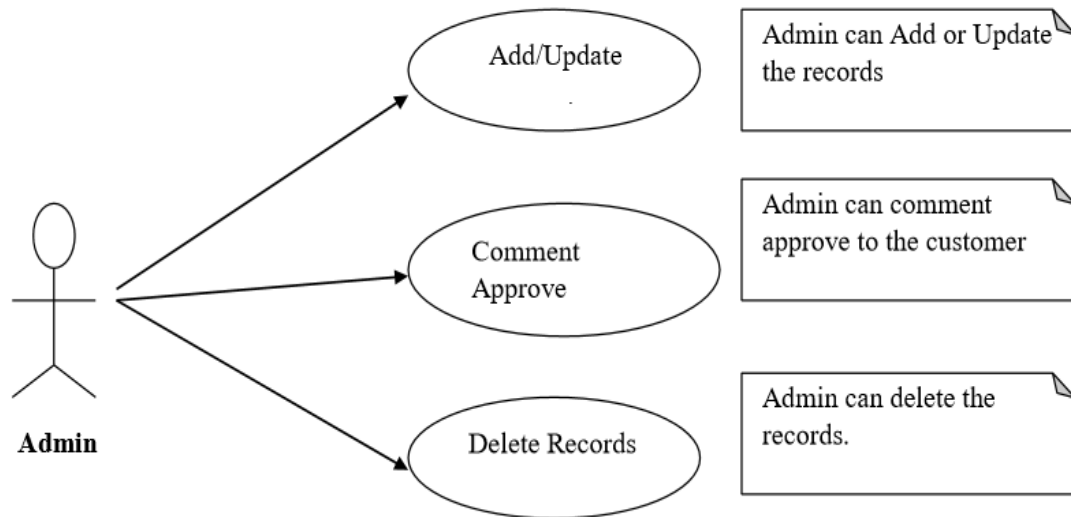 Add/Update
.
Admin can Add or Update
the records
Comment
Approve
Admin can comment
approve to the customer
Admin
Delete Records
Admin can delete the
records.